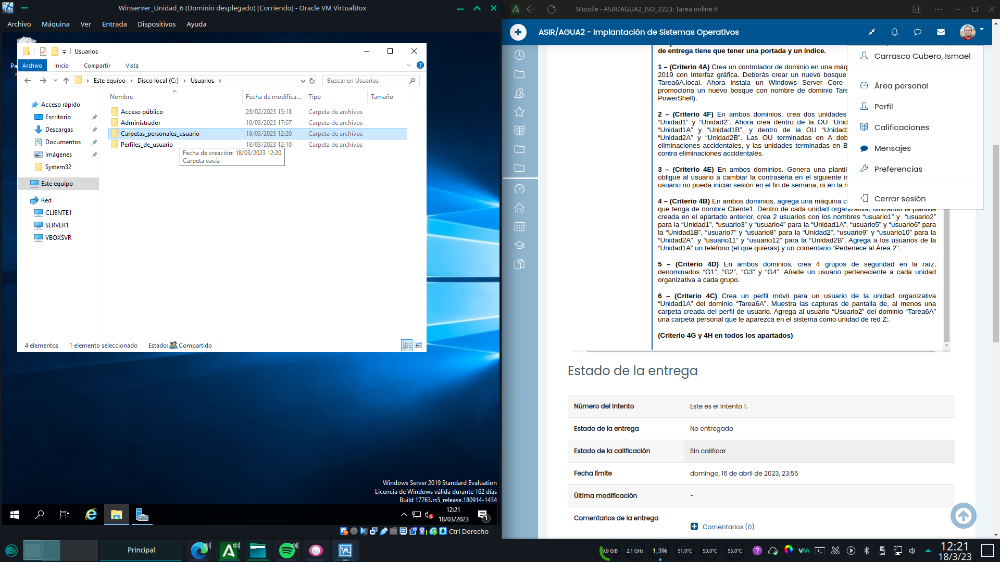 Winserver_Unidad_6 (Dominio desplegado) [Corriendo] - Oracle VM VirtualBox
Archivo Máquina Ver Entrada Dispositivos Ayuda
Usuarios
Archivo Inicio Compartir Vista
Este equipo > Disco local (C:) > Usuarios >
Buscar en Usuarios
Nombre Fecha de modifica... Tipo Tamaño
Acceso rápido
Escritorio
Descargas
Documentos
Imágenes
System32
Este equipo
Red
CLIENTE1
SERVER1
VBOXSVR
Acceso público 28/02/2023 13:18 Carpeta de archivos
Administrador 10/03/2023 17:07 Carpeta de archivos
Carpetas_personales_usuario 18/03/2023 12:20 Carpeta de archivos
Perfiles_de_usuario 18/03/2023 12:10 Carpeta de archivos
Fecha de creación: 18/03/2023 12:20
Carpeta vacía
4 elementos 1 elemento seleccionado Estado: Compartido
Windows Server 2019 Standard Evaluation
Licencia de Windows válida durante 162 días
Build 17763.rs5_release.180914-1434
12:21
18/03/2023
1
Ctrl Derecho
Moodle - ASIR/AGUA2_ISO_2223: Tarea online 6
ASIR/AGUA2 - Implantación de Sistemas Operativos
de entrega tiene que tener una portada y un índice.
1 – (Criterio 4A) Crea un controlador de dominio en una máq
2019 con Interfaz gráfica. Deberás crear un nuevo bosque
Tarea6A.local. Ahora instala un Windows Server Core
promociona un nuevo bosque con nombre de dominio Tare
PowerShell).
2 – (Criterio 4F) En ambos dominios, crea dos unidades
“Unidad1” y “Unidad2”. Ahora crea dentro de la OU “Unid
“Unidad1A” y “Unidad1B”, y dentro de la OU “Unidad2
“Unidad2A” y “Unidad2B”. Las OU terminadas en A deb
eliminaciones accidentales, y las unidades terminadas en B
contra eliminaciones accidentales.
3 – (Criterio 4E) En ambos dominios. Genera una plantil
obligue al usuario a cambiar la contraseña en el siguiente in
usuario no pueda iniciar sesión en el fin de semana, ni en la m
4 – (Criterio 4B) En ambos dominios, agrega una máquina c
que tenga de nombre Cliente1. Dentro de cada unidad organizativa, utilizando la plantilla
creada en el apartado anterior, crea 2 usuarios con los nombres “usuario1” y “usuario2”
para la “Unidad1”, “usuario3” y “usuario4” para la “Unidad1A”, “usuario5” y “usuario6” para
la “Unidad1B”, “usuario7” y “usuario8” para la “Unidad2”, “usuario9” y “usuario10” para la
“Unidad2A”, y “usuario11” y “usuario12” para la “Unidad2B”. Agrega a los usuarios de la
“Unidad1A” un teléfono (el que quieras) y un comentario “Pertenece al Área 2”.
5 – (Criterio 4D) En ambos dominios, crea 4 grupos de seguridad en la raíz,
denominados “G1”, “G2”, “G3” y “G4”. Añade un usuario perteneciente a cada unidad
organizativa a cada grupo.
6 – (Criterio 4C) Crea un perfil móvil para un usuario de la unidad organizativa
“Unidad1A” del dominio “Tarea6A”. Muestra las capturas de pantalla de, al menos una
carpeta creada del perfil de usuario. Agrega al usuario “Usuario2” del dominio “Tarea6A”
una carpeta personal que le aparezca en el sistema como unidad de red Z:.
(Criterio 4G y 4H en todos los apartados)
Carrasco Cubero, Ismael
Área personal
Perfil
Calificaciones
Mensajes
Preferencias
Cerrar sesión
Estado de la entrega
Número del intento Este es el intento 1.
Estado de la entrega No entregado
Estado de la calificación Sin calificar
Fecha límite domingo, 16 de abril de 2023, 23:55
Última modificación -
Comentarios de la entrega
Comentarios (0)
Principal
9,9 GiB 2,1 GHz 1,3% 51,0°C 53,0°C 55,0°C
12:21
18/3/23